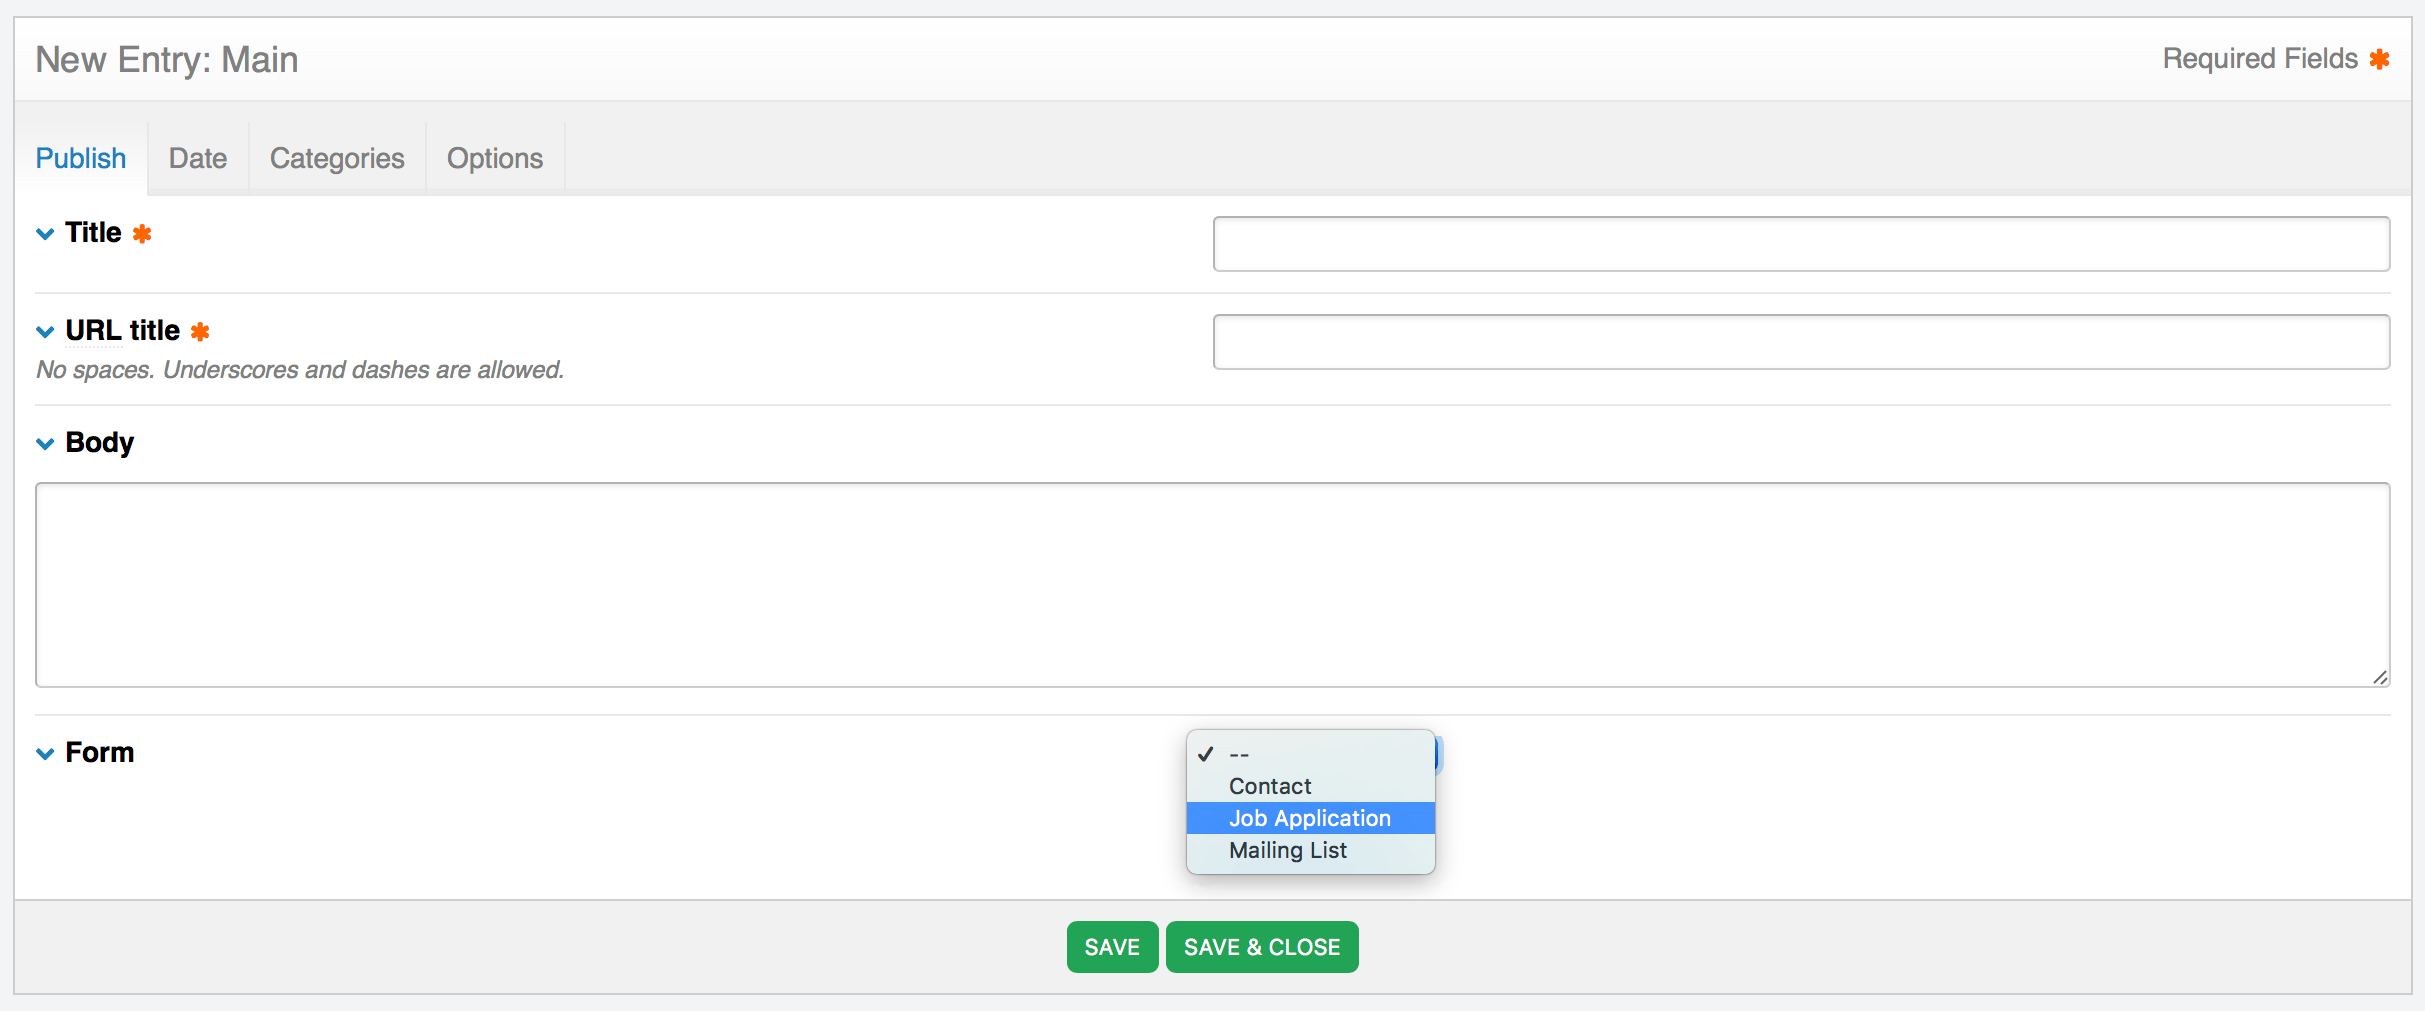 New Entry: Main
Required Fields ✱
Publish Date Categories Options
Title ✱
URL title ✱
No spaces. Underscores and dashes are allowed.
Body
Form
✓ --
Contact
Job Application
Mailing List
SAVE SAVE & CLOSE